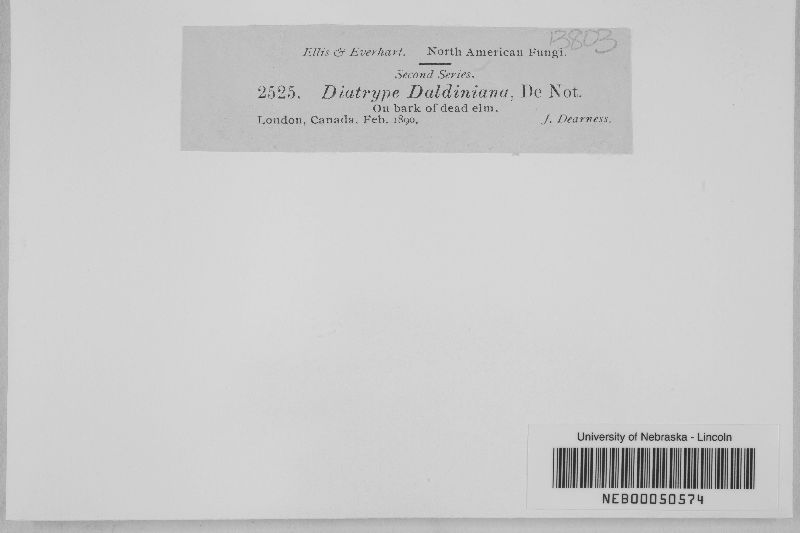 13803
Ellis & Everhart. North American Fungi.
Second Series.
2525. Diatrype Daldiniana, De Not.
On bark of dead elm.
London, Canada, Feb. 1890. J. Dearness.
University of Nebraska - Lincoln
NEB00050574